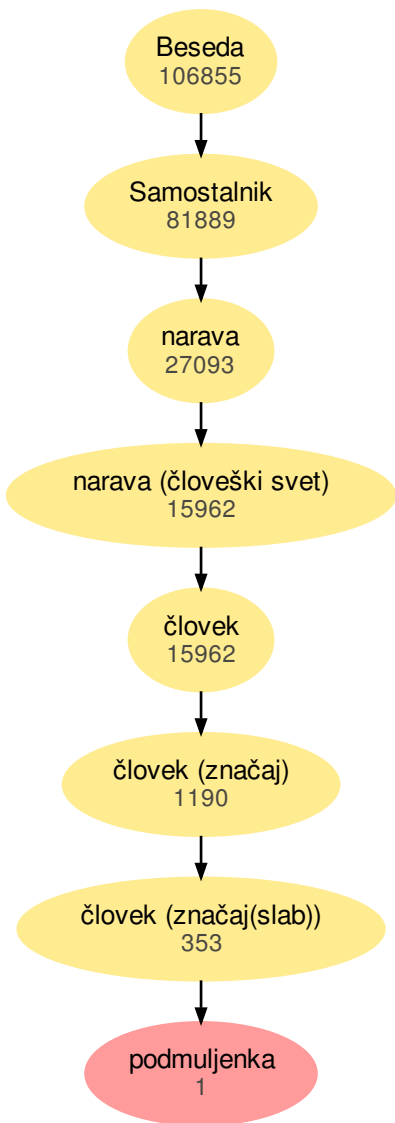 Beseda
106855
Samostalnik
81889
narava
27093
narava (človeški svet)
15962
človek
15962
človek (značaj)
1190
človek (značaj(slab))
353
podmuljenka
1